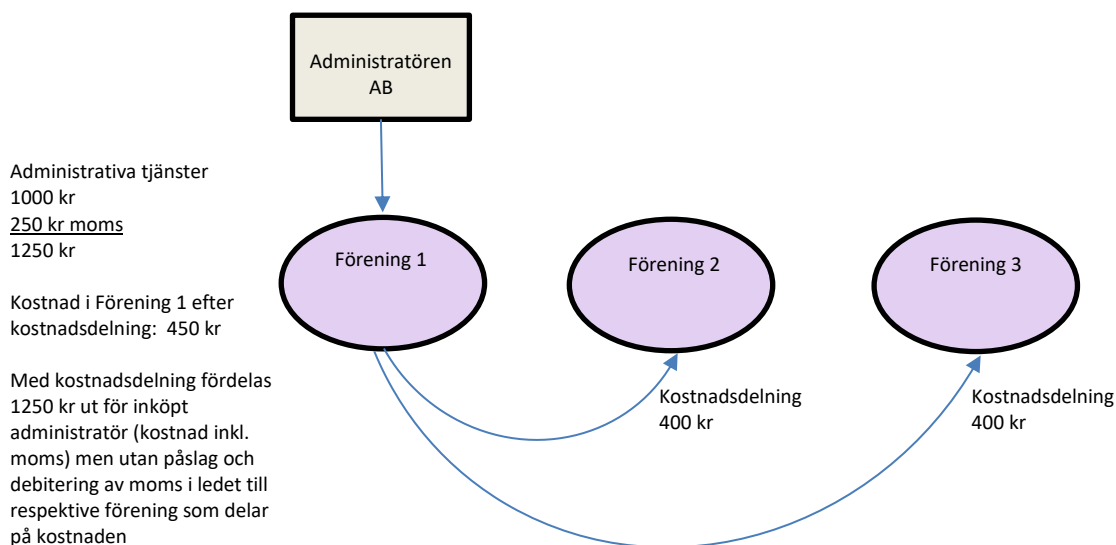 Administratören
AB
Administrativa tjänster
1000 kr
250 kr moms
1250 kr
Förening 1
Förening 2
Förening 3
Kostnad i Förening 1 efter
kostnadsdelning:  450 kr
Med kostnadsdelning fördelas
1250 kr ut för inköpt
administratör (kostnad inkl.
moms) men utan påslag och
debitering av moms i ledet till
respektive förening som delar
på kostnaden
Kostnadsdelning
400 kr
Kostnadsdelning
400 kr